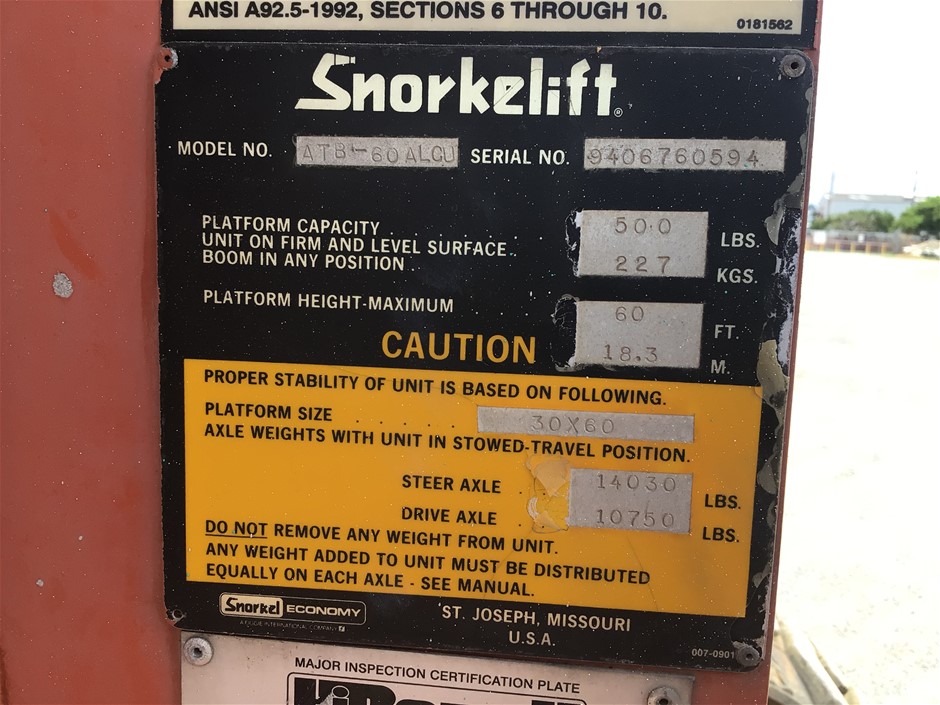 ANSI A92.5-1992, SECTIONS 6 THROUGH 10.
0181562
Snorkelift®
MODEL NO. ATB-60ALCU SERIAL NO. 9406760594
PLATFORM CAPACITY
UNIT ON FIRM AND LEVEL SURFACE . . 500 LBS.
BOOM IN ANY POSITION . . . . 227 KGS.
PLATFORM HEIGHT-MAXIMUM 60 FT.
18.3 M.
CAUTION
PROPER STABILITY OF UNIT IS BASED ON FOLLOWING.
PLATFORM SIZE . . . . . . 30X60
AXLE WEIGHTS WITH UNIT IN STOWED-TRAVEL POSITION.
STEER AXLE . . 14030 LBS.
DRIVE AXLE . . 10750 LBS.
DO NOT REMOVE ANY WEIGHT FROM UNIT.
ANY WEIGHT ADDED TO UNIT MUST BE DISTRIBUTED
EQUALLY ON EACH AXLE - SEE MANUAL.
Snorkel ECONOMY
INTERNATIONAL COMPANY
ST. JOSEPH, MISSOURI
U.S.A.
007-0901
MAJOR INSPECTION CERTIFICATION PLATE